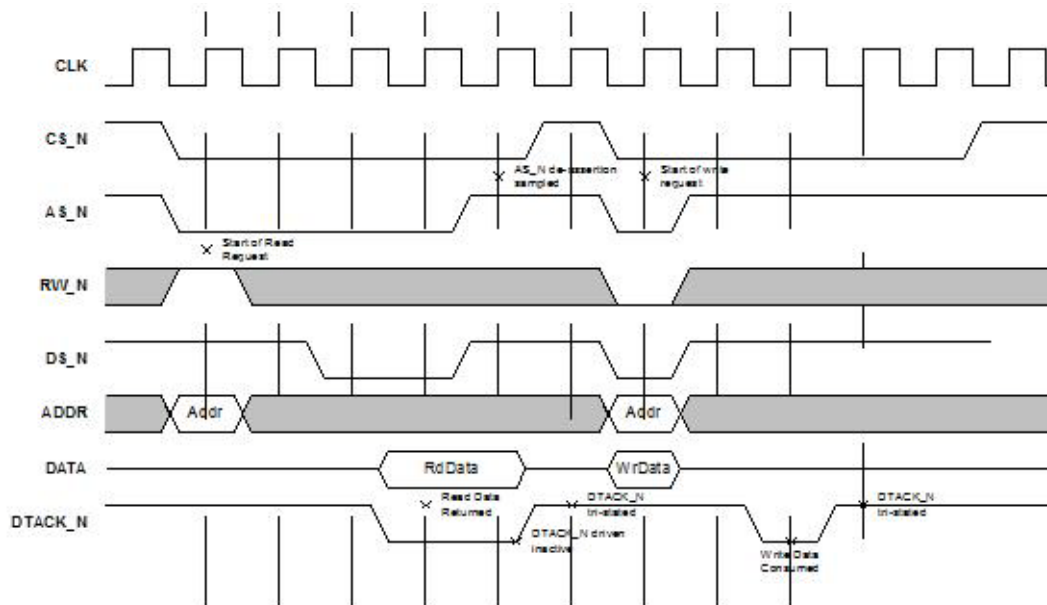 CLK
CS_N
AS_N de-assertion
sampled
Start of write
request
AS_N
Start of Read
Request
RW_N
DS_N
ADDR
Addr
Addr
DATA
RdData
WrData
DTACK_N
Read Data
Returned
DTACK_N
tri-stated
DTACK_N
tri-stated
DTACK_N driven
inactive
Write Data
Consumed